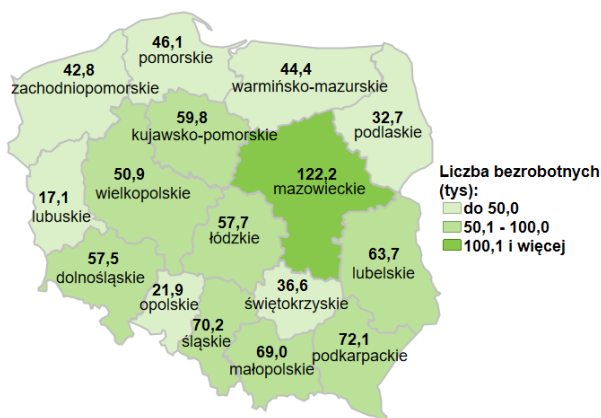 46,1
pomorskie
42,8
zachodniopomorskie
44,4
warmińsko-mazurskie
32,7
podlaskie
59,8
kujawsko-pomorskie
50,9
wielkopolskie
122,2
mazowieckie
17,1
lubuskie
57,7
łódzkie
63,7
lubelskie
57,5
dolnośląskie
21,9
opolskie
36,6
świętokrzyskie
70,2
śląskie
69,0
małopolskie
72,1
podkarpackie
Liczba bezrobotnych
(tys):
do 50,0
50,1 - 100,0
100,1 i więcej